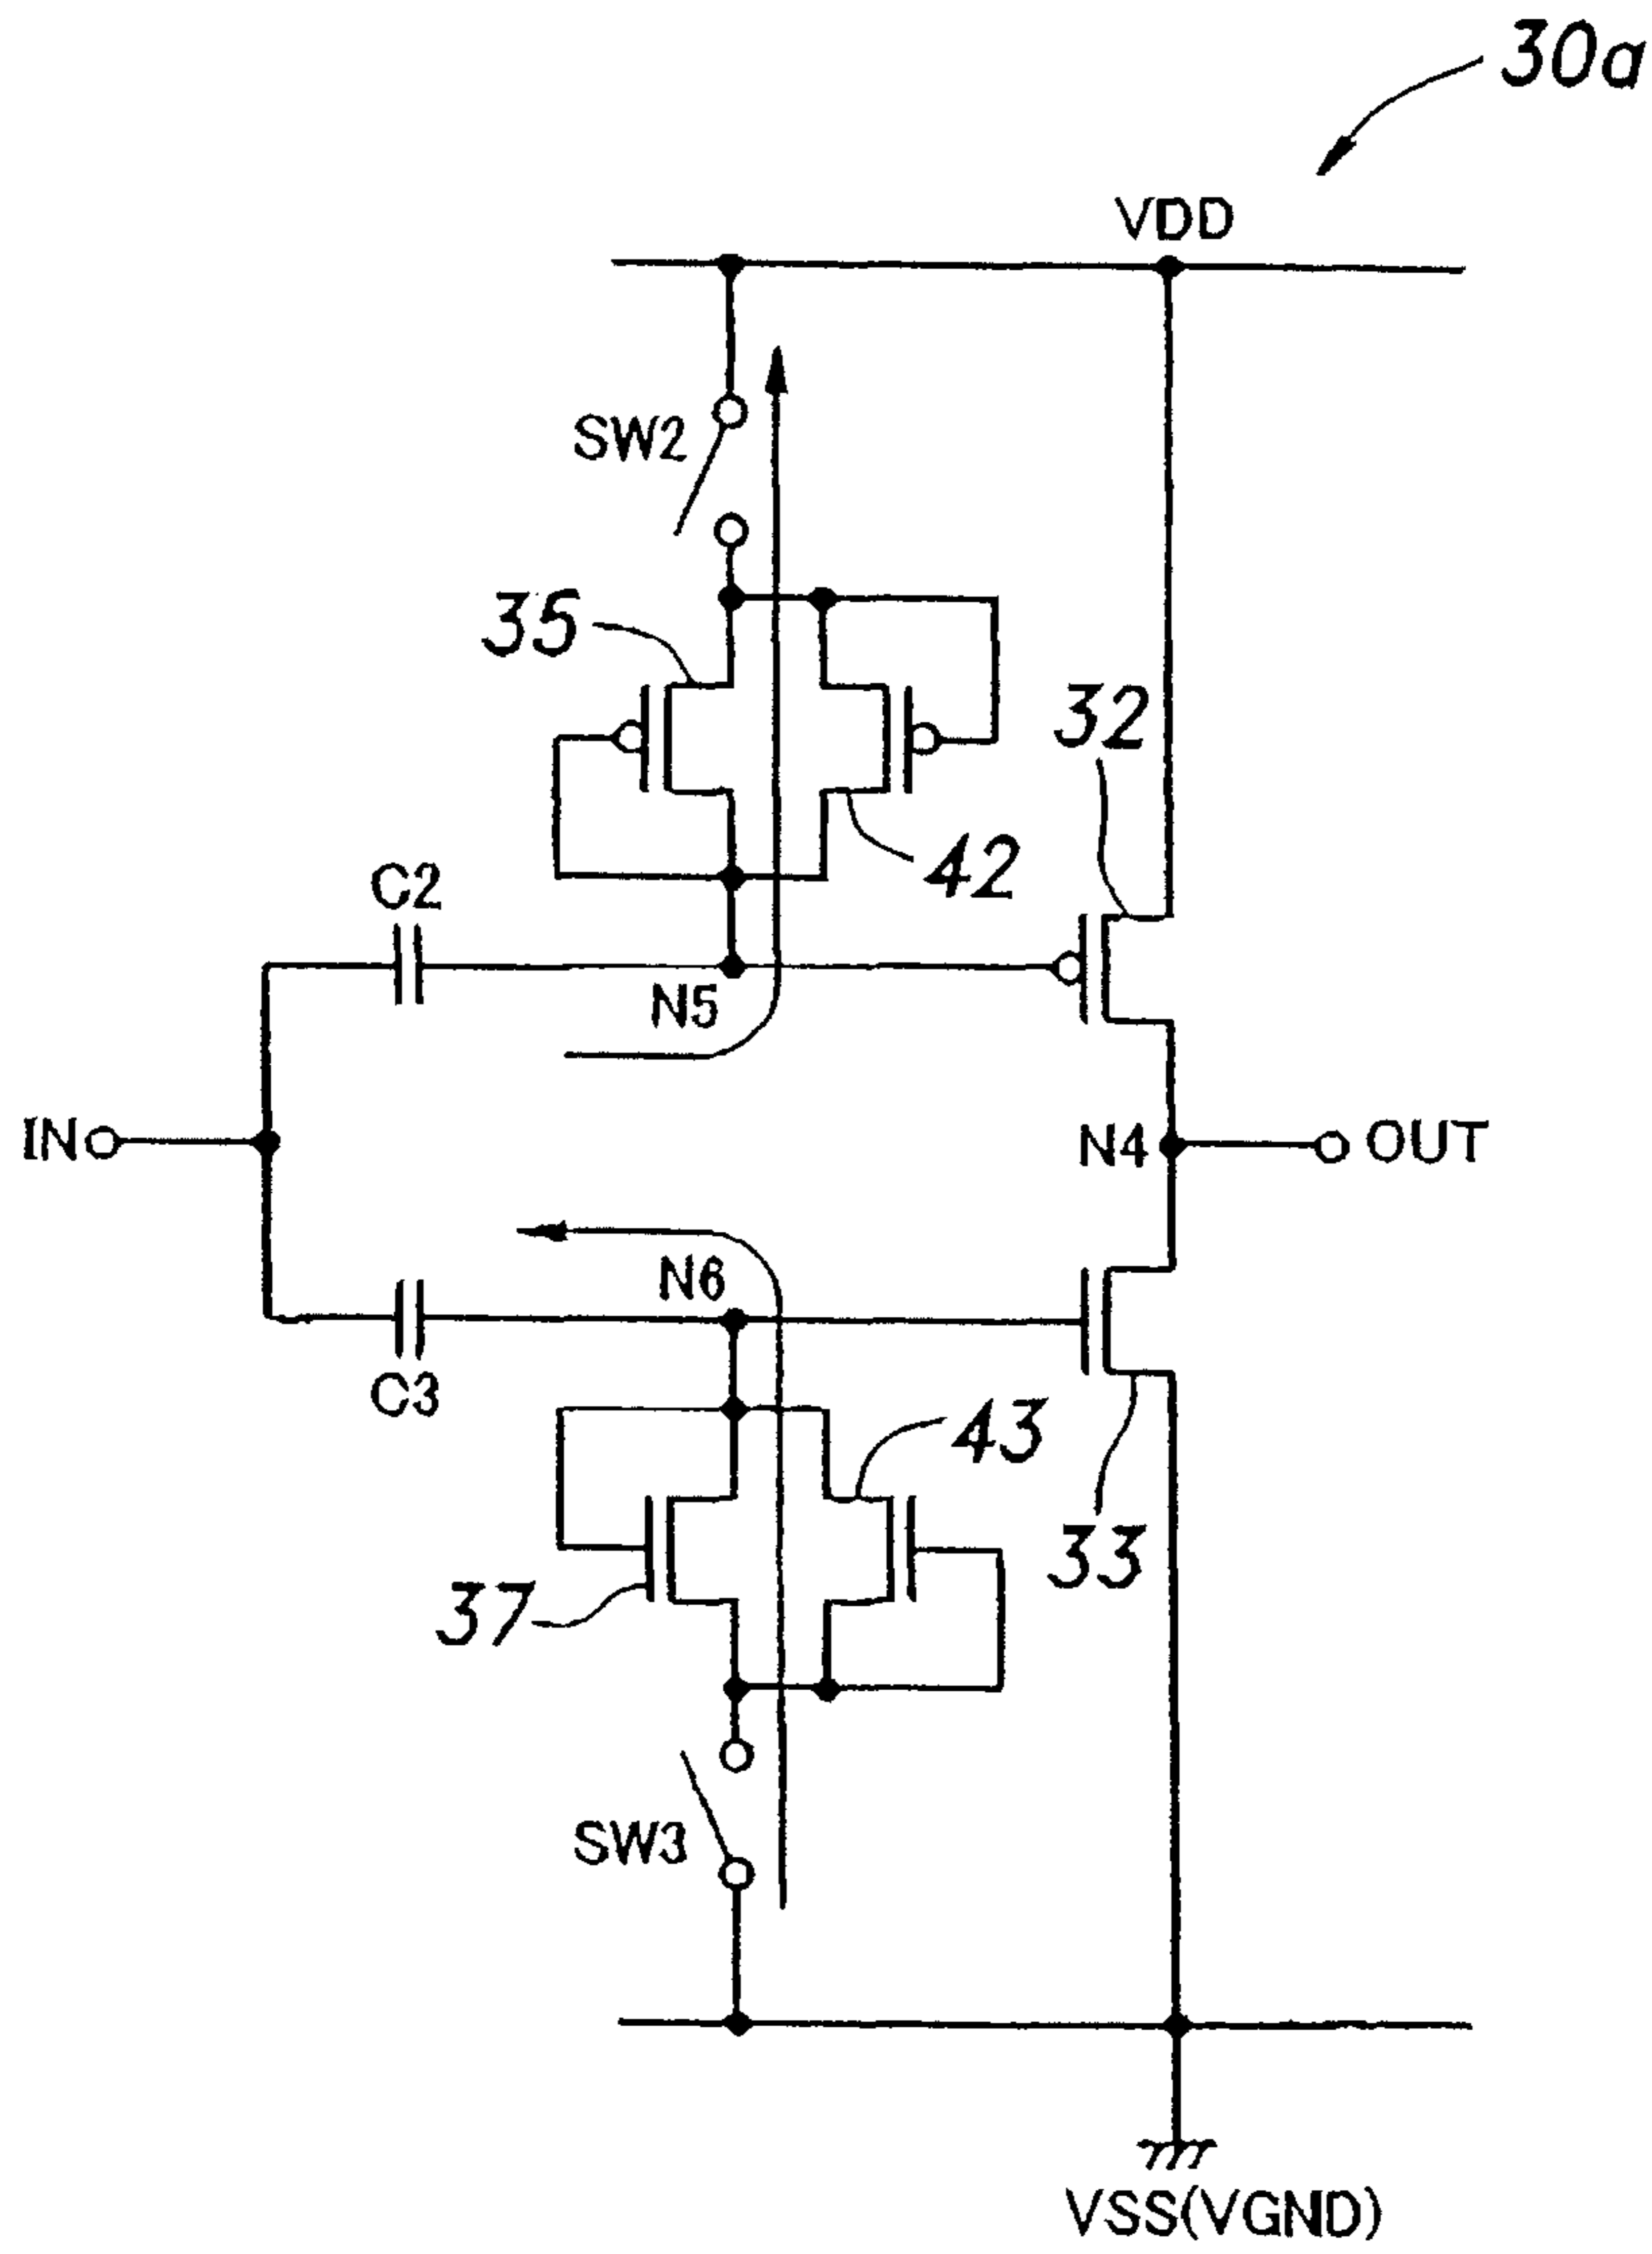 30a
VDD
SW2
35
32
42
C2
N5
IN
N4
OUT
N6
C3
43
33
37
SW3
VSS(VGND)